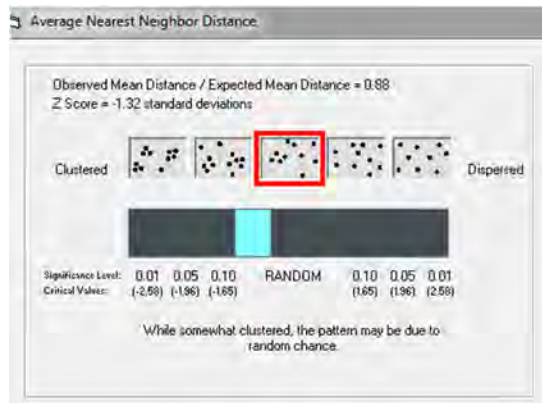 Average Nearest Neighbor Distance
Observed Mean Distance / Expected Mean Distance = 0.88
Z Score = -1.32 standard deviations
Clustered
Dispersed
Significance Level: 0.01 0.05 0.10 RANDOM 0.10 0.05 0.01
Critical Values: (-2.58) (-1.96) (-1.65) (1.65) (1.96) (2.58)
While somewhat clustered, the pattern may be due to
random chance.